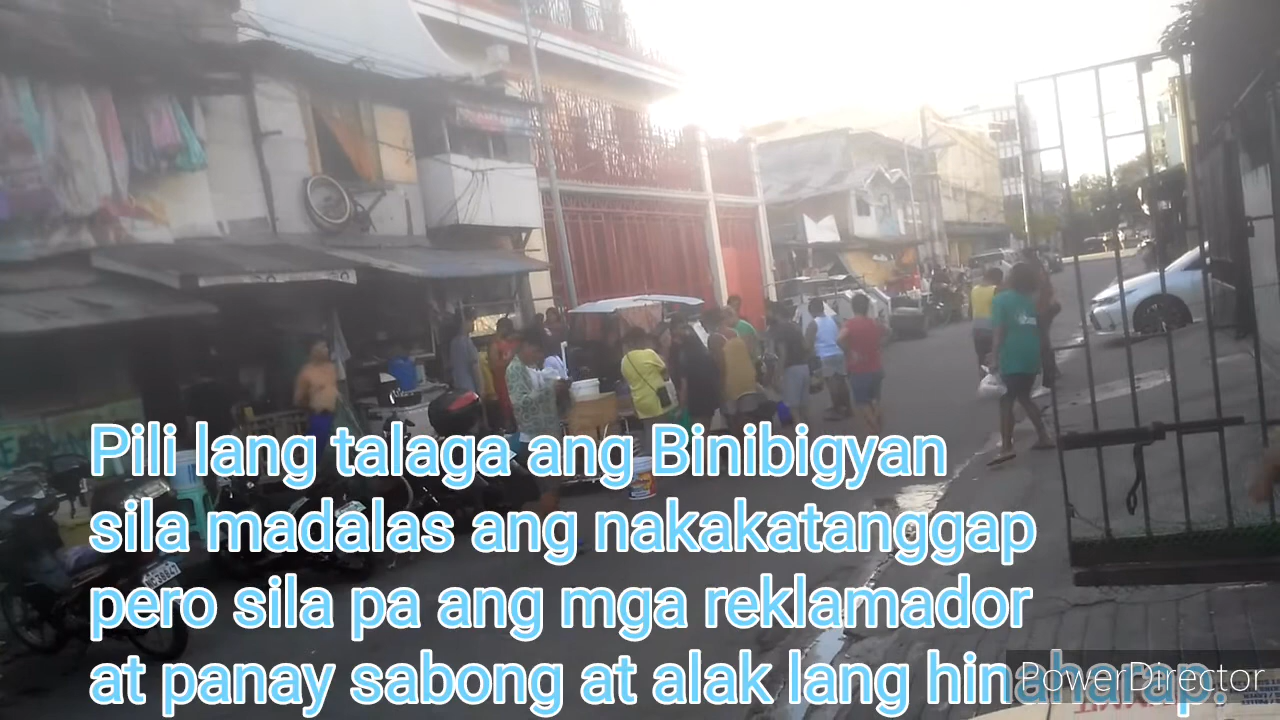 Pili lang talaga ang Binibigyan
sila madalas ang nakakatanggap
pero sila pa ang mga reklamador
at panay sabong at alak lang hinaharap.
PowerDirector